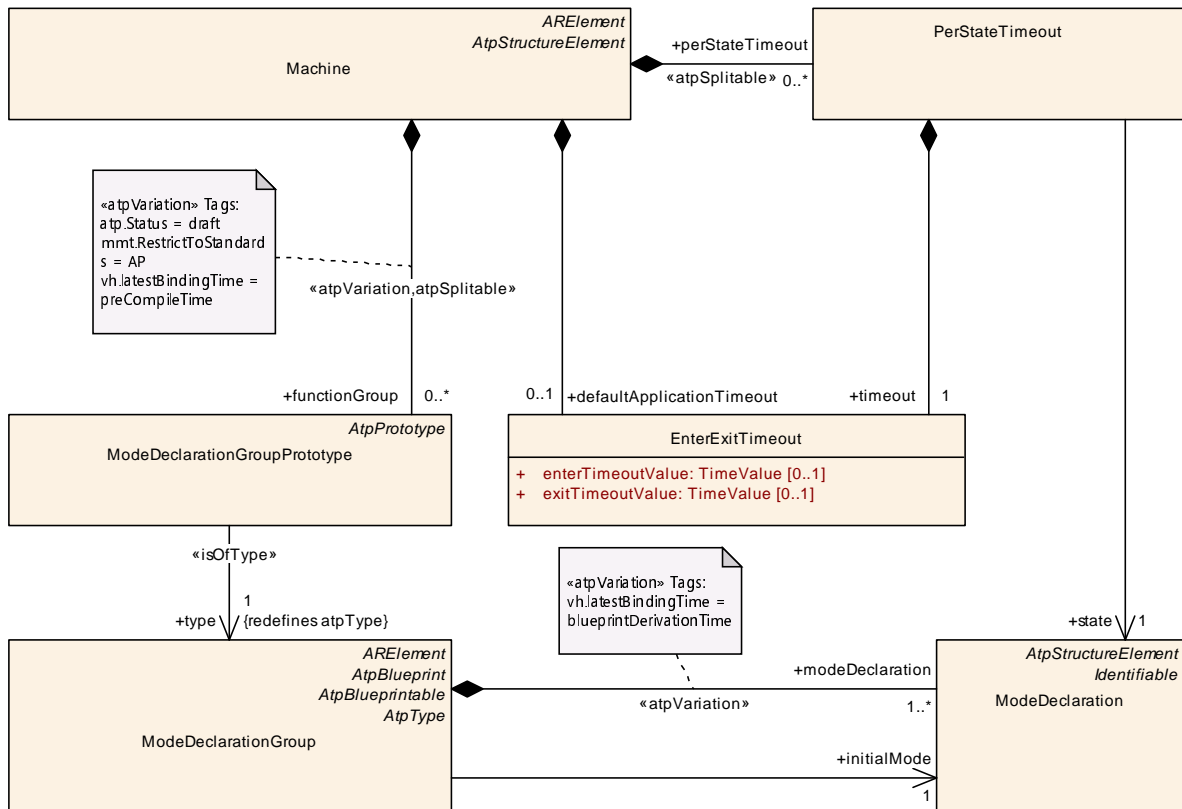 ARElement
AtpStructureElement
Machine
+perStateTimeout
«atpSplitable» 0..*
PerStateTimeout
«atpVariation» Tags:
atp.Status = draft
mmt.RestrictToStandard
s = AP
vh.latestBindingTime =
preCompileTime
«atpVariation,atpSplitable»
+functionGroup 0..*
0..1 +defaultApplicationTimeout
+timeout 1
AtpPrototype
ModeDeclarationGroupPrototype
EnterExitTimeout
+ enterTimeoutValue: TimeValue [0..1]
+ exitTimeoutValue: TimeValue [0..1]
«isOfType»
1
+type {redefines atpType}
«atpVariation» Tags:
vh.latestBindingTime =
blueprintDerivationTime
+state 1
ARElement
AtpBlueprint
AtpBlueprintable
AtpType
ModeDeclarationGroup
+modeDeclaration
«atpVariation» 1..*
+initialMode
1
AtpStructureElement
Identifiable
ModeDeclaration